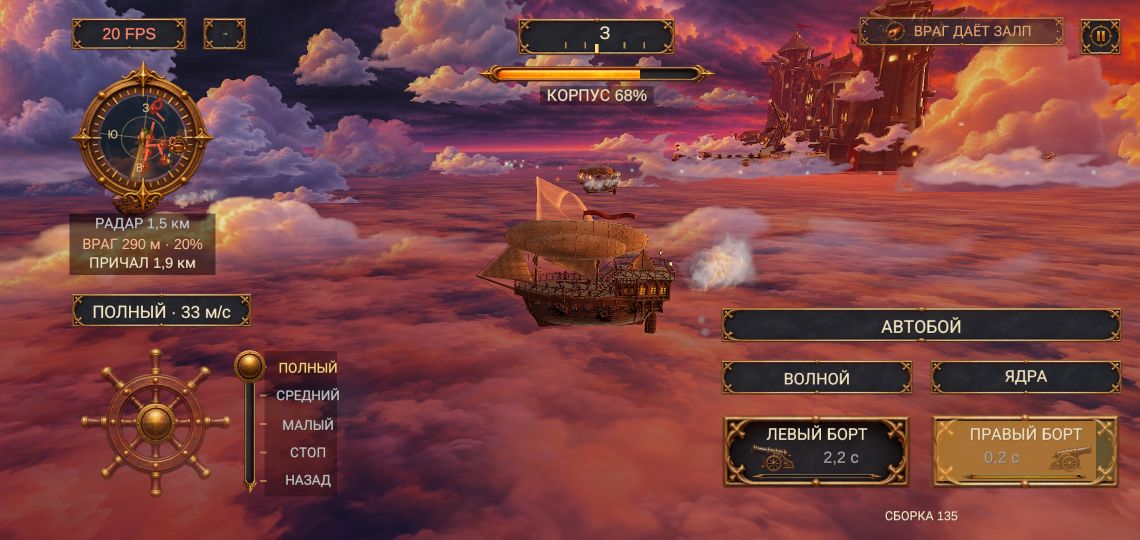 20 FPS
~
З
ВРАГ ДАЁТ ЗАЛП
КОРПУС 68%
З
Ю
В
РАДАР 1,5 км
ВРАГ 290 м · 20%
ПРИЧАЛ 1,9 км
ПОЛНЫЙ · 33 м/с
ПОЛНЫЙ
СРЕДНИЙ
МАЛЫЙ
СТОП
НАЗАД
АВТОБОЙ
ВОЛНОЙ
ЯДРА
ЛЕВЫЙ БОРТ
2,2 с
ПРАВЫЙ БОРТ
0,2 с
СБОРКА 135